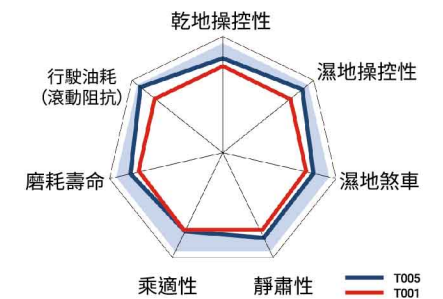 乾地操控性
行駛油耗
(滾動阻抗)
濕地操控性
磨耗壽命
濕地煞車
乘適性
靜肅性
T005
T001